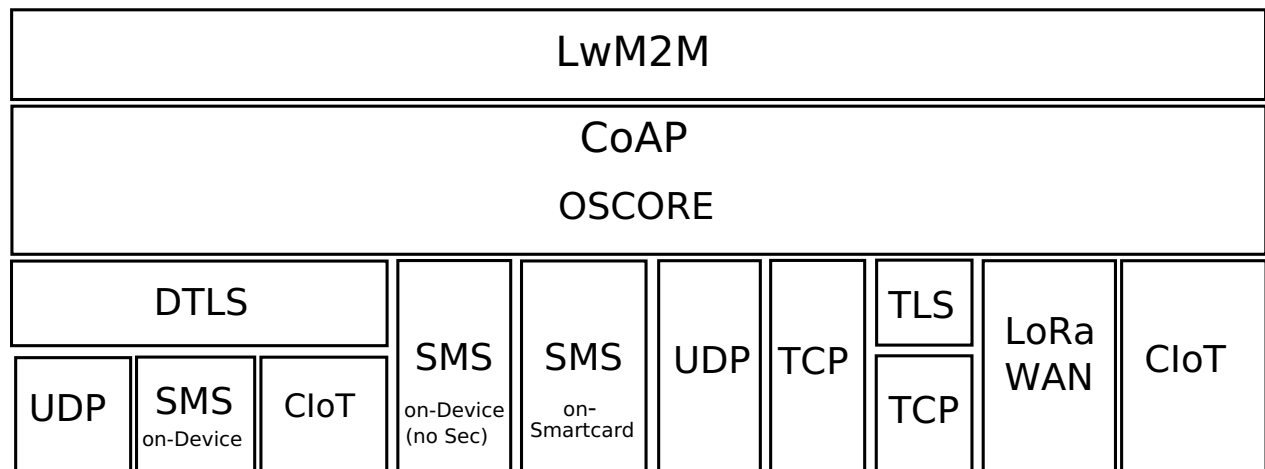 LwM2M
CoAP
OSCORE
DTLS
UDP
SMS
on-Device
CIoT
SMS
on-Device
(no Sec)
SMS
on-
Smartcard
UDP
TCP
TLS
TCP
LoRa
WAN
CIoT